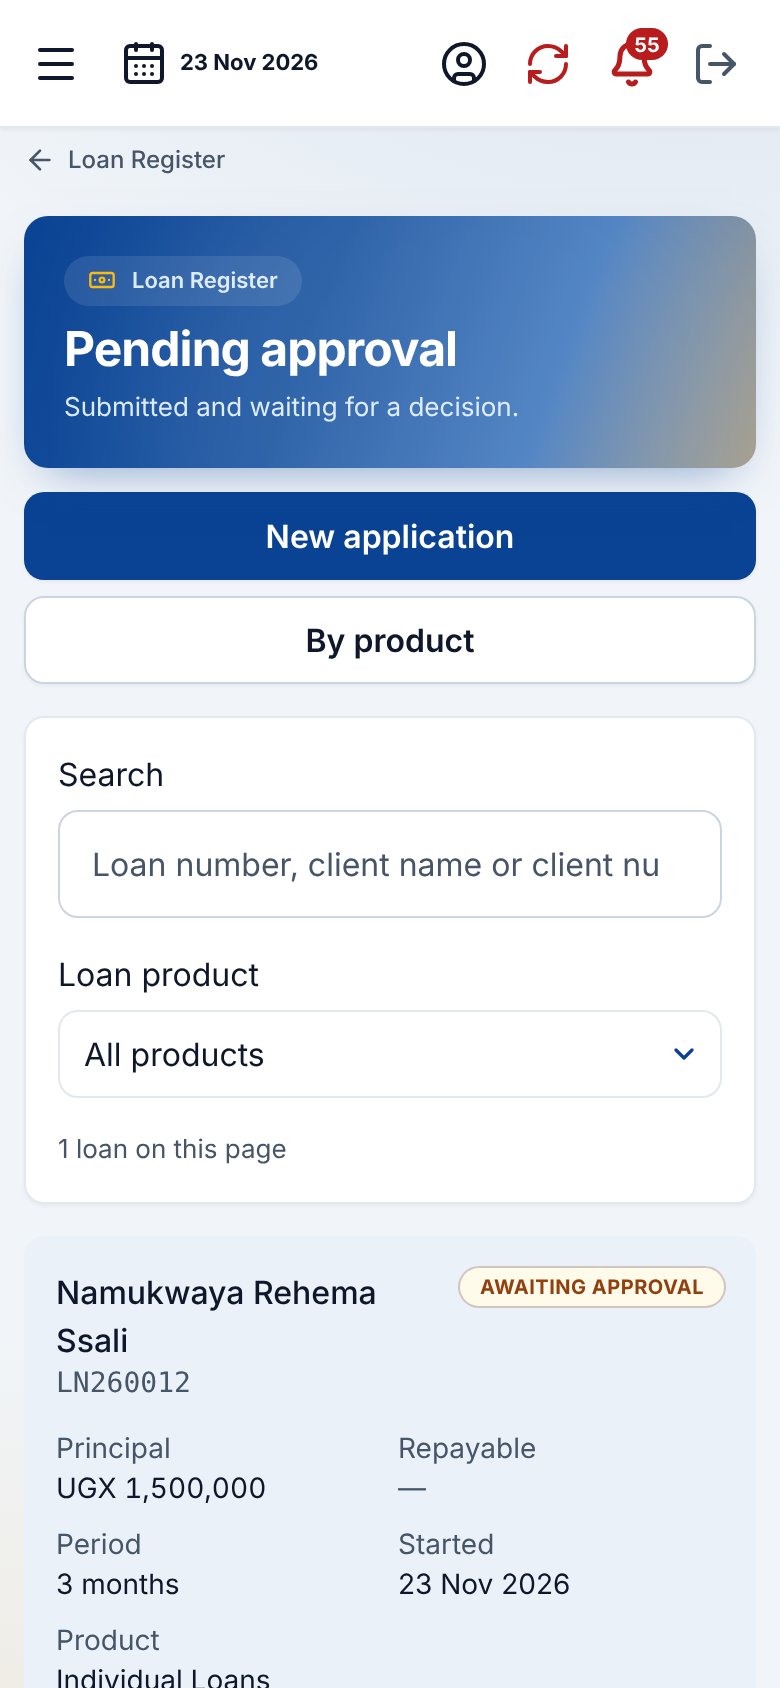 23 Nov 2026
55
Loan Register
Loan Register
Pending approval
Submitted and waiting for a decision.
New application
By product
Search
Loan number, client name or client nu
Loan product
All products
1 loan on this page
Namukwaya Rehema
Ssali
AWAITING APPROVAL
LN260012
Principal
Repayable
UGX 1,500,000
—
Period
Started
3 months
23 Nov 2026
Product
Individual Loans